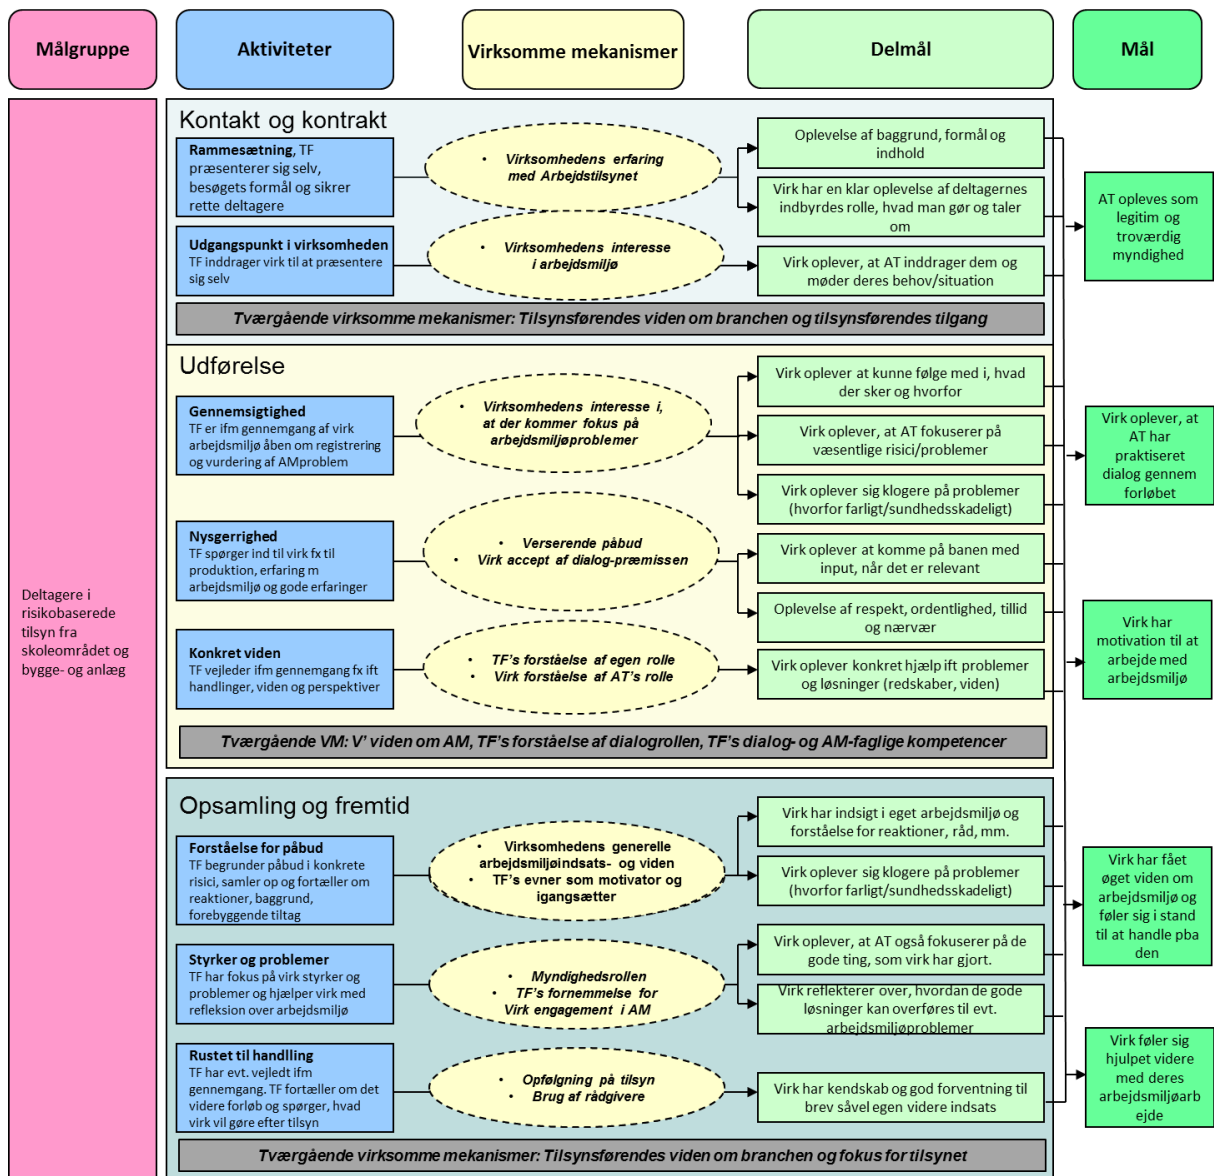 Målgruppe
Aktiviteter
Virksomme mekanismer
Delmål
Mål
Deltagere i
risikobaserede
tilsyn fra
skoleområdet og
bygge- og anlæg
Kontakt og kontrakt
Rammesætning, TF
præsenterer sig selv,
besøgets formål og sikrer
rette deltagere
• Virksomhedens erfaring
med Arbejdstilsynet
Oplevelse af baggrund, formål og
indhold
Virk har en klar oplevelse af deltagernes
indbyrdes rolle, hvad man gør og taler
om
Udgangspunkt i virksomheden
TF inddrager virk til at præsentere
sig selv
• Virksomhedens interesse
i arbejdsmiljø
Virk oplever, at AT inddrager dem og
møder deres behov/situation
Tværgående virksomme mekanismer: Tilsynsførendes viden om branchen og tilsynsførendes tilgang
Udførelse
Gennemsigtighed
TF er ifm gennemgang af virk
arbejdsmiljø åben om registrering
og vurdering af AMproblem
• Virksomhedens interesse i,
at der kommer fokus på
arbejdsmiljøproblemer
Virk oplever at kunne følge med i, hvad
der sker og hvorfor
Virk oplever, at AT fokuserer på
væsentlige risici/problemer
Virk oplever sig klogere på problemer
(hvorfor farligt/sundhedsskadeligt)
Nysgerrighed
TF spørger ind til virk fx til
produktion, erfaring m
arbejdsmiljø og gode erfaringer
• Verserende påbud
• Virk accept af dialog-præmissen
Virk oplever at komme på banen med
input, når det er relevant
Oplevelse af respekt, ordentlighed, tillid
og nærvær
Konkret viden
TF vejleder ifm gennemgang fx ift
handlinger, viden og perspektiver
• TF's forståelse af egen rolle
• Virk forståelse af AT's rolle
Virk oplever konkret hjælp ift problemer
og løsninger (redskaber, viden)
Tværgående VM: V' viden om AM, TF's forståelse af dialogrollen, TF's dialog- og AM-faglige kompetencer
Opsamling og fremtid
Forståelse for påbud
TF begrunder påbud i konkrete
risici, samler op og fortæller om
reaktioner, baggrund,
forebyggende tiltag
• Virksomhedens generelle
arbejdsmiljøindsats- og viden
• TF's evner som motivator og
igangsætter
Virk har indsigt i eget arbejdsmiljø og
forståelse for reaktioner, råd, mm.
Virk oplever sig klogere på problemer
(hvorfor farligt/sundhedsskadeligt)
Styrker og problemer
TF har fokus på virk styrker og
problemer og hjælper virk med
refleksion over arbejdsmiljø
• Myndighedsrollen
• TF's fornemmelse for
Virk engagement i AM
Virk oplever, at AT også fokuserer på de
gode ting, som virk har gjort.
Virk reflekterer over, hvordan de gode
løsninger kan overføres til evt.
arbejdsmiljøproblemer
Rustet til handlling
TF har evt. vejledt ifm
gennemgang. TF fortæller om det
videre forløb og spørger, hvad
virk vil gøre efter tilsyn
• Opfølgning på tilsyn
• Brug af rådgivere
Virk har kendskab og god forventning til
brev såvel egen videre indsats
Tværgående virksomme mekanismer: Tilsynsførendes viden om branchen og fokus for tilsynet
AT opleves som
legitim og
troværdig
myndighed
Virk oplever, at
AT har
praktiseret
dialog gennem
forløbet
Virk har
motivation til at
arbejde med
arbejdsmiljø
Virk har fået
øget viden om
arbejdsmiljø og
føler sig i stand
til at handle pba
den
Virk føler sig
hjulpet videre
med deres
arbejdsmiljøarb
ejde